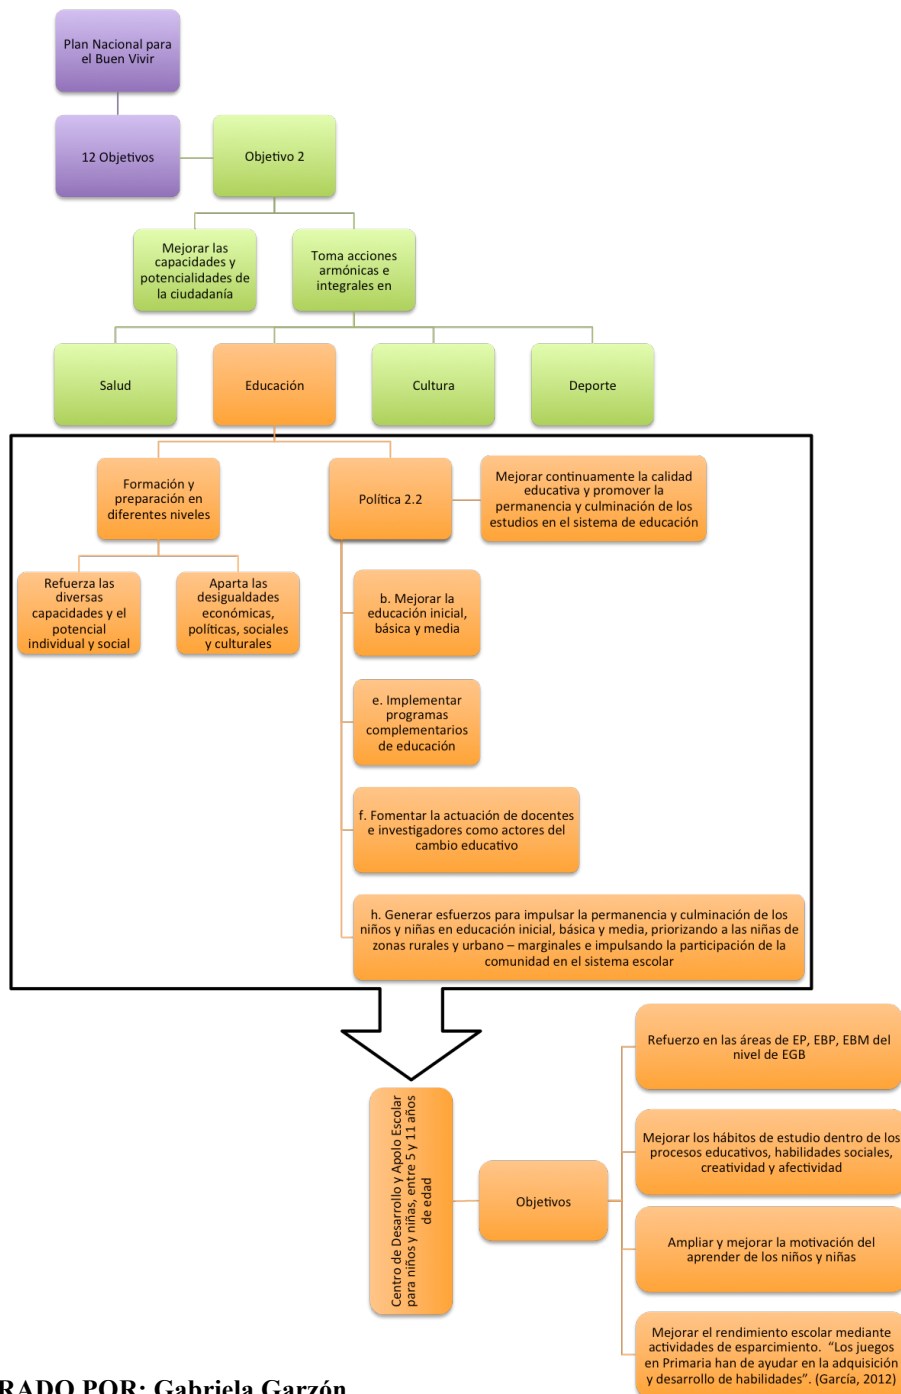 Plan Nacional para
el Buen Vivir
12 Objetivos
Objetivo 2
Mejorar las
capacidades y
potencialidades de
la ciudadanía
Toma acciones
armónicas e
integrales en
Salud
Educación
Cultura
Deporte
Formación y
preparación en
diferentes niveles
Refuerza las
diversas
capacidades y el
potencial
individual y social
Aparta las
desigualdades
económicas,
políticas, sociales
y culturales
Política 2.2
Mejorar continuamente la calidad
educativa y promover la
permanencia y culminación de los
estudios en el sistema de educación
b. Mejorar la
educación inicial,
básica y media
e. Implementar
programas
complementarios
de educación
f. Fomentar la actuación de docentes
e investigadores como actores del
cambio educativo
h. Generar esfuerzos para impulsar la permanencia y culminación de los
niños y niñas en educación inicial, básica y media, priorizando a las niñas de
zonas rurales y urbano – marginales e impulsando la participación de la
comunidad en el sistema escolar
Centro de Desarrollo y Apolo Escolar
para niños y niñas, entre 5 y 11 años
de edad
Objetivos
Refuerzo en las áreas de EP, EBP, EBM del
nivel de EGB
Mejorar los hábitos de estudio dentro de los
procesos educativos, habilidades sociales,
creatividad y afectividad
Ampliar y mejorar la motivación del
aprender de los niños y niñas
Mejorar el rendimiento escolar mediante
actividades de esparcimiento. “Los juegos
en Primaria han de ayudar en la adquisición
y desarrollo de habilidades”. (García, 2012)
RADO POR: Gabriela Garzón